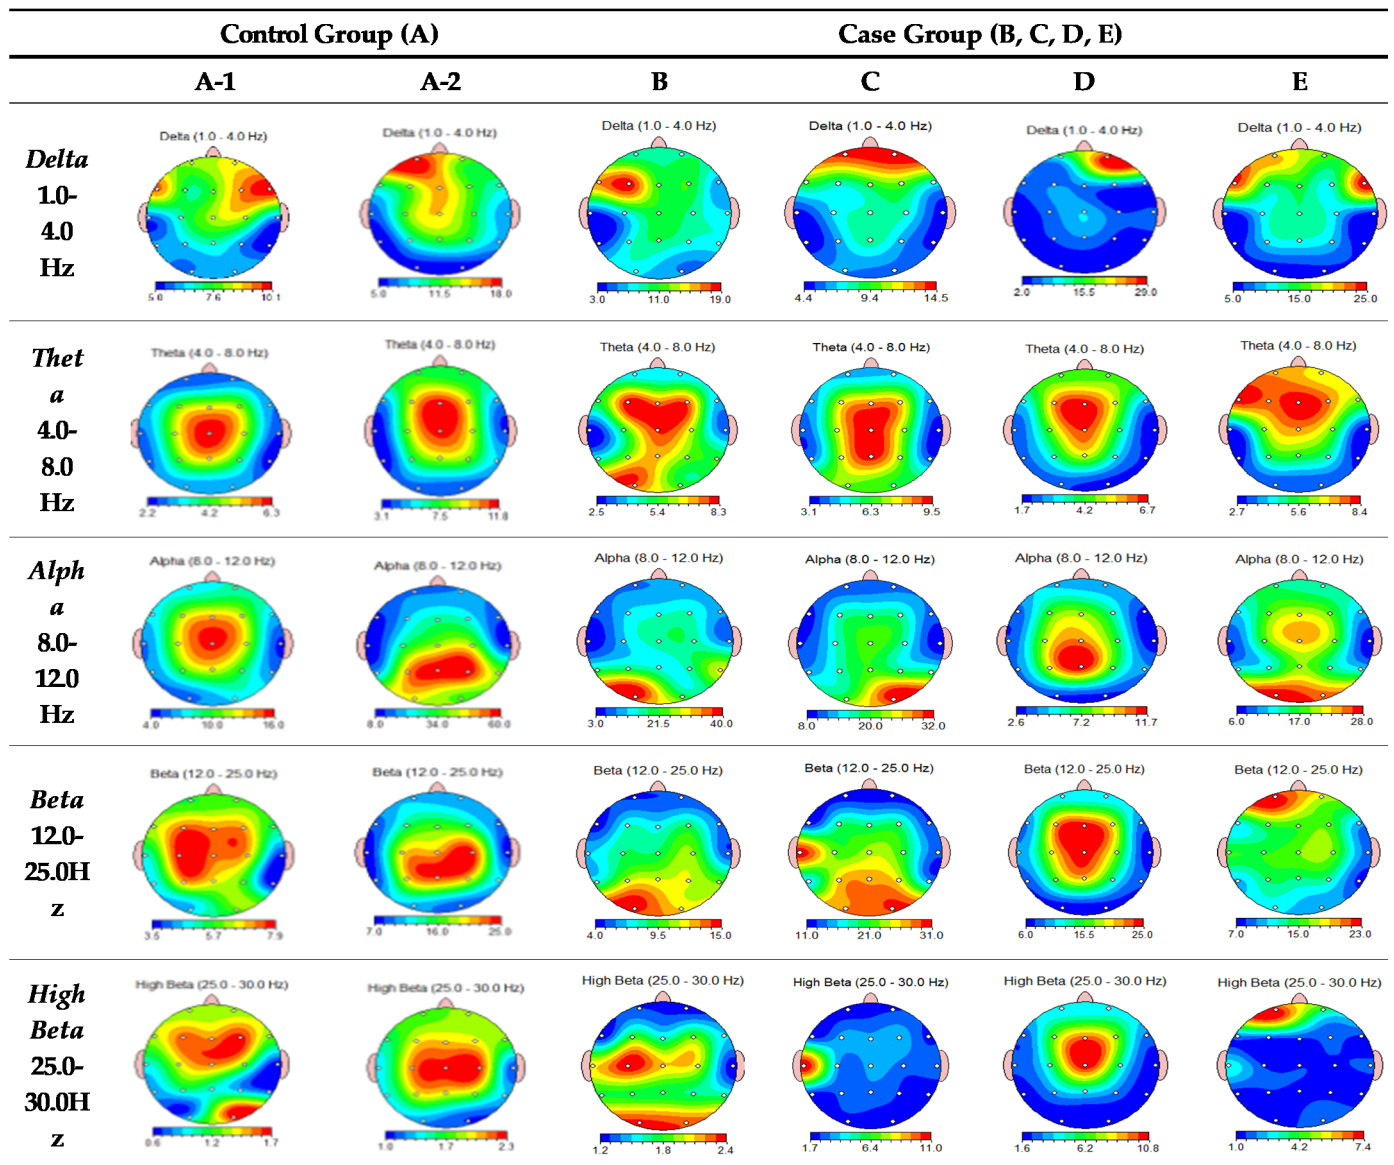 Control Group (A) Case Group (B, C, D, E)
A-1 A-2 B C D E
Delta
1.0-
4.0
Hz
Delta (1.0 - 4.0 Hz) Delta (1.0 - 4.0 Hz) Delta (1.0 - 4.0 Hz) Delta (1.0 - 4.0 Hz) Delta (1.0 - 4.0 Hz) Delta (1.0 - 4.0 Hz)
5.0 7.6 10.1 5.0 11.5 18.0 3.0 11.0 19.0 4.4 9.4 14.5 2.0 15.5 29.0 5.0 15.0 25.0
Thet
a
4.0-
8.0
Hz
Theta (4.0 - 8.0 Hz) Theta (4.0 - 8.0 Hz) Theta (4.0 - 8.0 Hz) Theta (4.0 - 8.0 Hz) Theta (4.0 - 8.0 Hz) Theta (4.0 - 8.0 Hz)
2.2 4.2 6.3 3.1 7.5 11.8 2.5 5.4 8.3 3.1 6.3 9.5 1.7 4.2 6.7 2.7 5.6 8.4
Alph
a
8.0-
12.0
Hz
Alpha (8.0 - 12.0 Hz) Alpha (8.0 - 12.0 Hz) Alpha (8.0 - 12.0 Hz) Alpha (8.0 - 12.0 Hz) Alpha (8.0 - 12.0 Hz) Alpha (8.0 - 12.0 Hz)
4.0 10.0 16.0 8.0 34.0 60.0 3.0 21.5 40.0 8.0 20.0 32.0 2.6 7.2 11.7 6.0 17.0 28.0
Beta
12.0-
25.0H
z
Beta (12.0 - 25.0 Hz) Beta (12.0 - 25.0 Hz) Beta (12.0 - 25.0 Hz) Beta (12.0 - 25.0 Hz) Beta (12.0 - 25.0 Hz) Beta (12.0 - 25.0 Hz)
3.5 5.7 7.9 7.0 16.0 25.0 4.0 9.5 15.0 11.0 21.0 31.0 6.0 15.5 25.0 7.0 15.0 23.0
High
Beta
25.0-
30.0H
z
High Beta (25.0 - 30.0 Hz) High Beta (25.0 - 30.0 Hz) High Beta (25.0 - 30.0 Hz) High Beta (25.0 - 30.0 Hz) High Beta (25.0 - 30.0 Hz) High Beta (25.0 - 30.0 Hz)
0.6 1.2 1.7 1.0 1.7 2.3 1.2 1.8 2.4 1.7 6.4 11.0 1.6 6.2 10.8 1.0 4.2 7.4